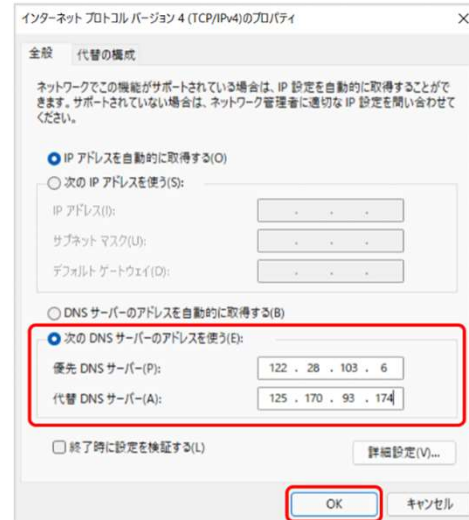 インターネット プロトコル バージョン 4 (TCP/IPv4)のプロパティ
全般 代替の構成
ネットワークでこの機能がサポートされている場合は、IP 設定を自動的に取得することがで
きます。サポートされていない場合は、ネットワーク管理者に適切な IP 設定を問い合わせて
ください。
IP アドレスを自動的に取得する(O)
次の IP アドレスを使う(S):
IP アドレス(I):
サブネット マスク(U):
デフォルト ゲートウェイ(D):
DNS サーバーのアドレスを自動的に取得する(B)
次の DNS サーバーのアドレスを使う(E):
優先 DNS サーバー(P): 122 . 28 . 103 . 6
代替 DNS サーバー(A): 125 . 170 . 93 . 174
終了時に設定を検証する(L)
詳細設定(V)...
OK キャンセル